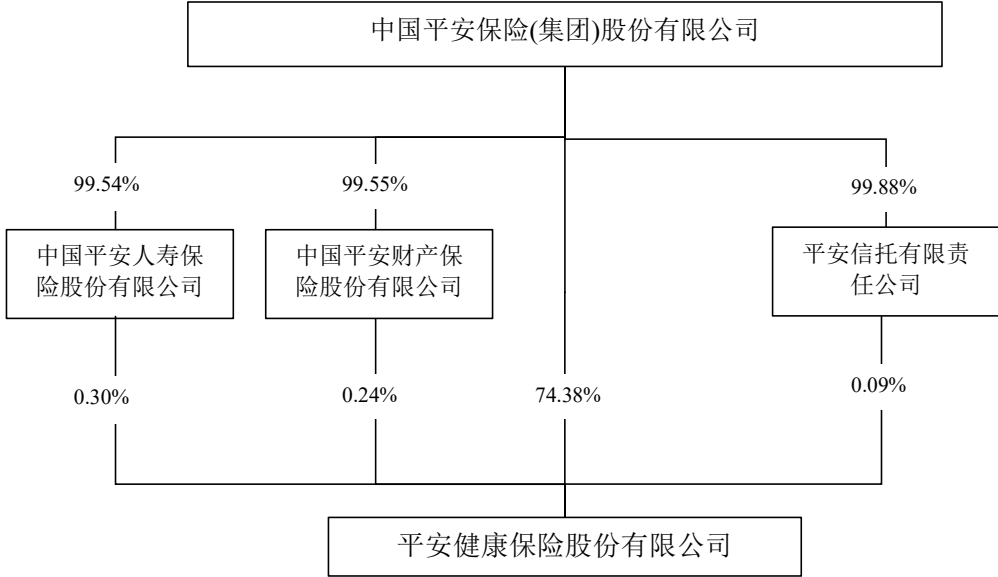 中国平安保险(集团)股份有限公司
99.54%
99.55%
99.88%
中国平安人寿保
险股份有限公司
中国平安财产保
险股份有限公司
平安信托有限责
任公司
0.30%
0.24%
74.38%
0.09%
平安健康保险股份有限公司